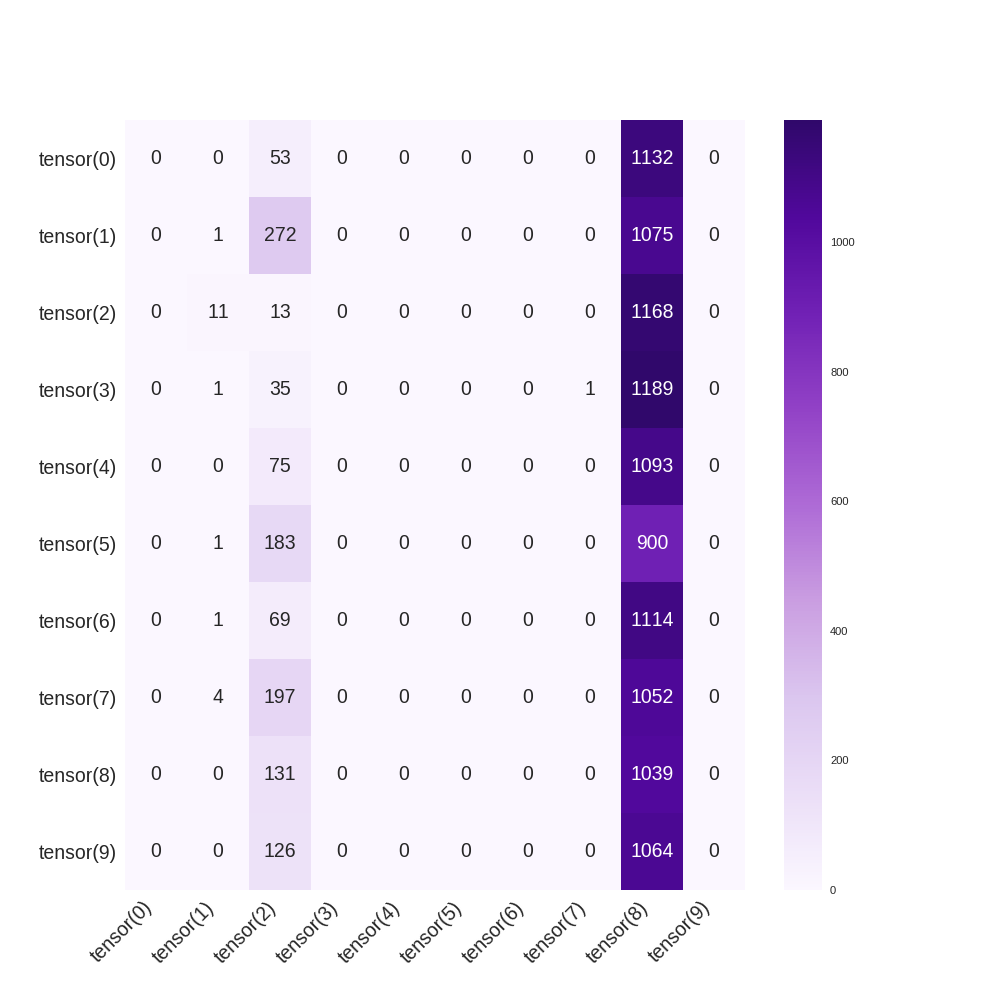 tensor(0) 0 0 53 0 0 0 0 0 1132 0
tensor(1) 0 1 272 0 0 0 0 0 1075 0
tensor(2) 0 11 13 0 0 0 0 0 1168 0
tensor(3) 0 1 35 0 0 0 0 1 1189 0
tensor(4) 0 0 75 0 0 0 0 0 1093 0
tensor(5) 0 1 183 0 0 0 0 0 900 0
tensor(6) 0 1 69 0 0 0 0 0 1114 0
tensor(7) 0 4 197 0 0 0 0 0 1052 0
tensor(8) 0 0 131 0 0 0 0 0 1039 0
tensor(9) 0 0 126 0 0 0 0 0 1064 0
tensor(0) tensor(1) tensor(2) tensor(3) tensor(4) tensor(5) tensor(6) tensor(7) tensor(8) tensor(9)
1000
800
600
400
200
0